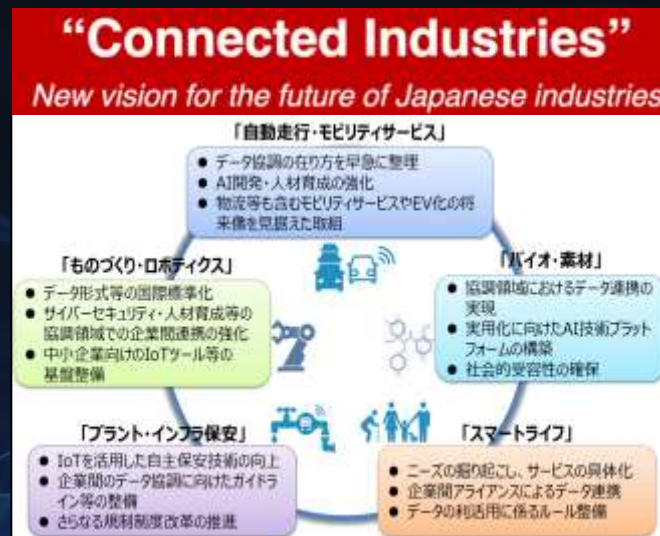 “Connected Industries”
New vision for the future of Japanese industries
「自動走行・モビリティサービス」
● データ協調の在り方を早急に整理
● AI開発・人材育成の強化
● 物流等も含むモビリティサービスやEV化の将
来像を見据えた取組
「ものづくり・ロボティクス」
● データ形式等の国際標準化
● サイバーセキュリティ・人材育成等の
協調領域での企業間連携の強化
● 中小企業向けのIoTツール等の
基盤整備
「バイオ・素材」
● 協調領域におけるデータ連携の
実現
● 実用化に向けたAI技術プラット
フォームの構築
● 社会的受容性の確保
「プラント・インフラ保安」
● IoTを活用した自主保安技術の向上
● 企業間のデータ協調に向けたガイドラ
イン等の整備
● さらなる規制制度改革の推進
「スマートライフ」
● ニーズの掘り起こし、サービスの具体化
● 企業間アライアンスによるデータ連携
● データの利活用に係るルール整備